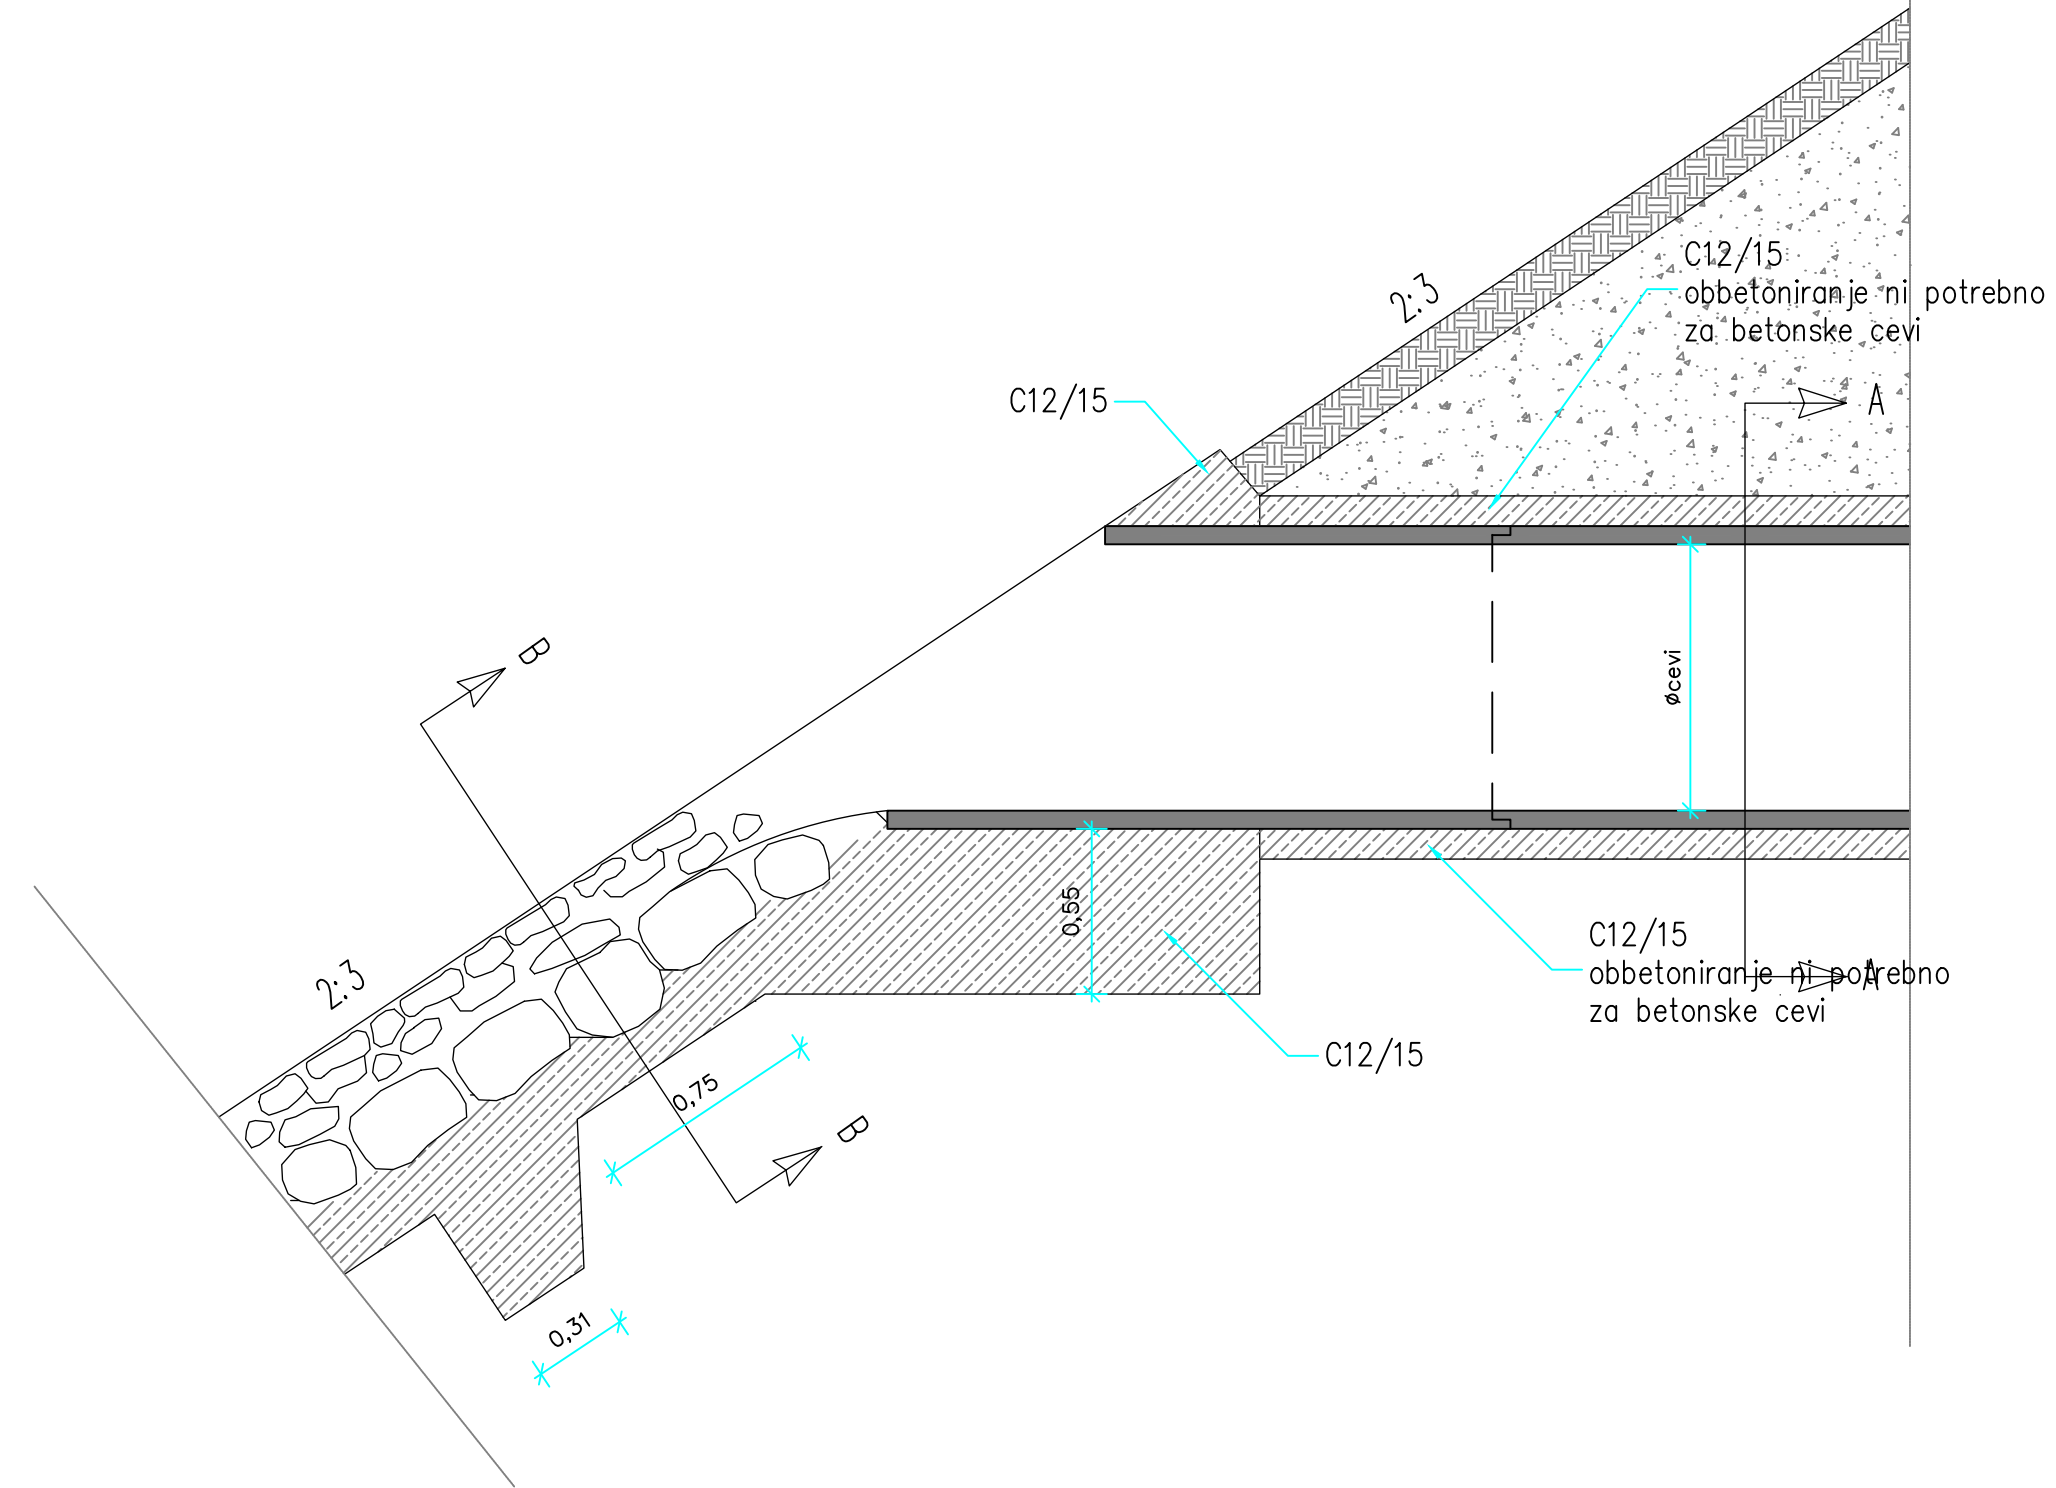 2:3
C12/15
obbetoniranje ni potrebno
za betonske cevi
C12/15
A
B
øcevi
0,55
C12/15
obbetoniranje ni potrebno
za betonske cevi
A
2:3
C12/15
0,75
B
0,31